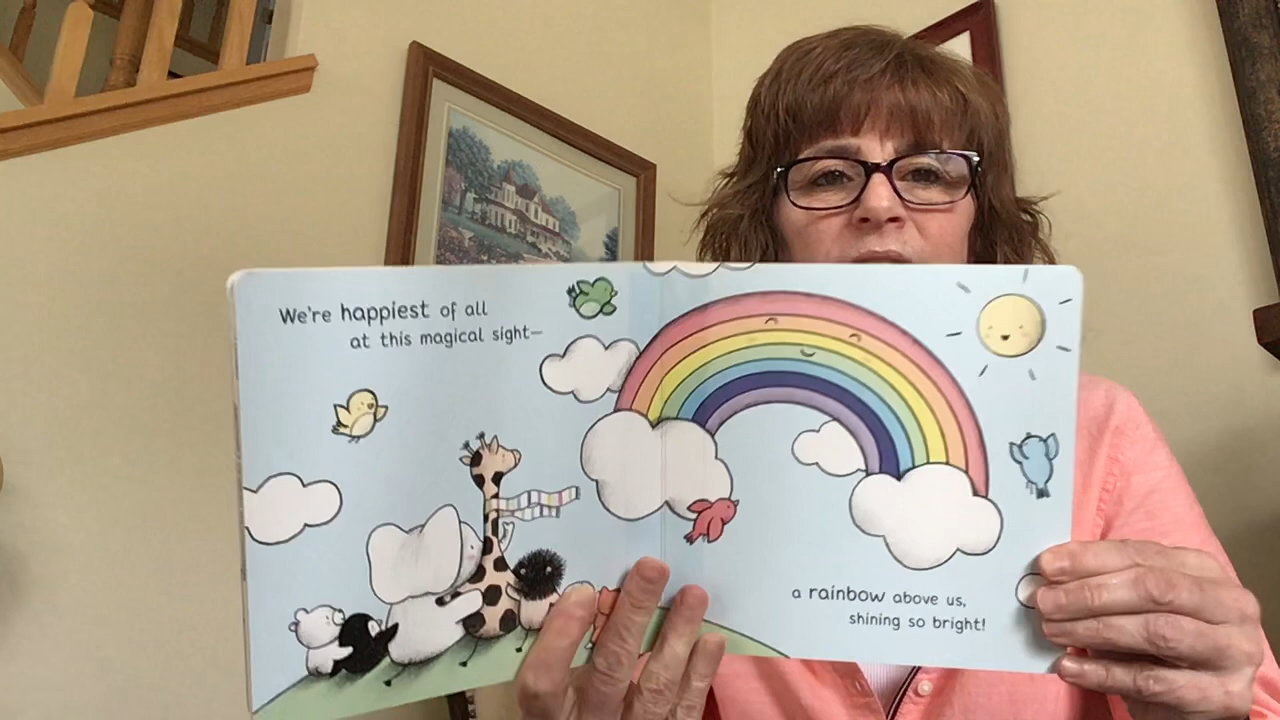 We're happiest of all
at this magical sight—
a rainbow above us,
shining so bright!